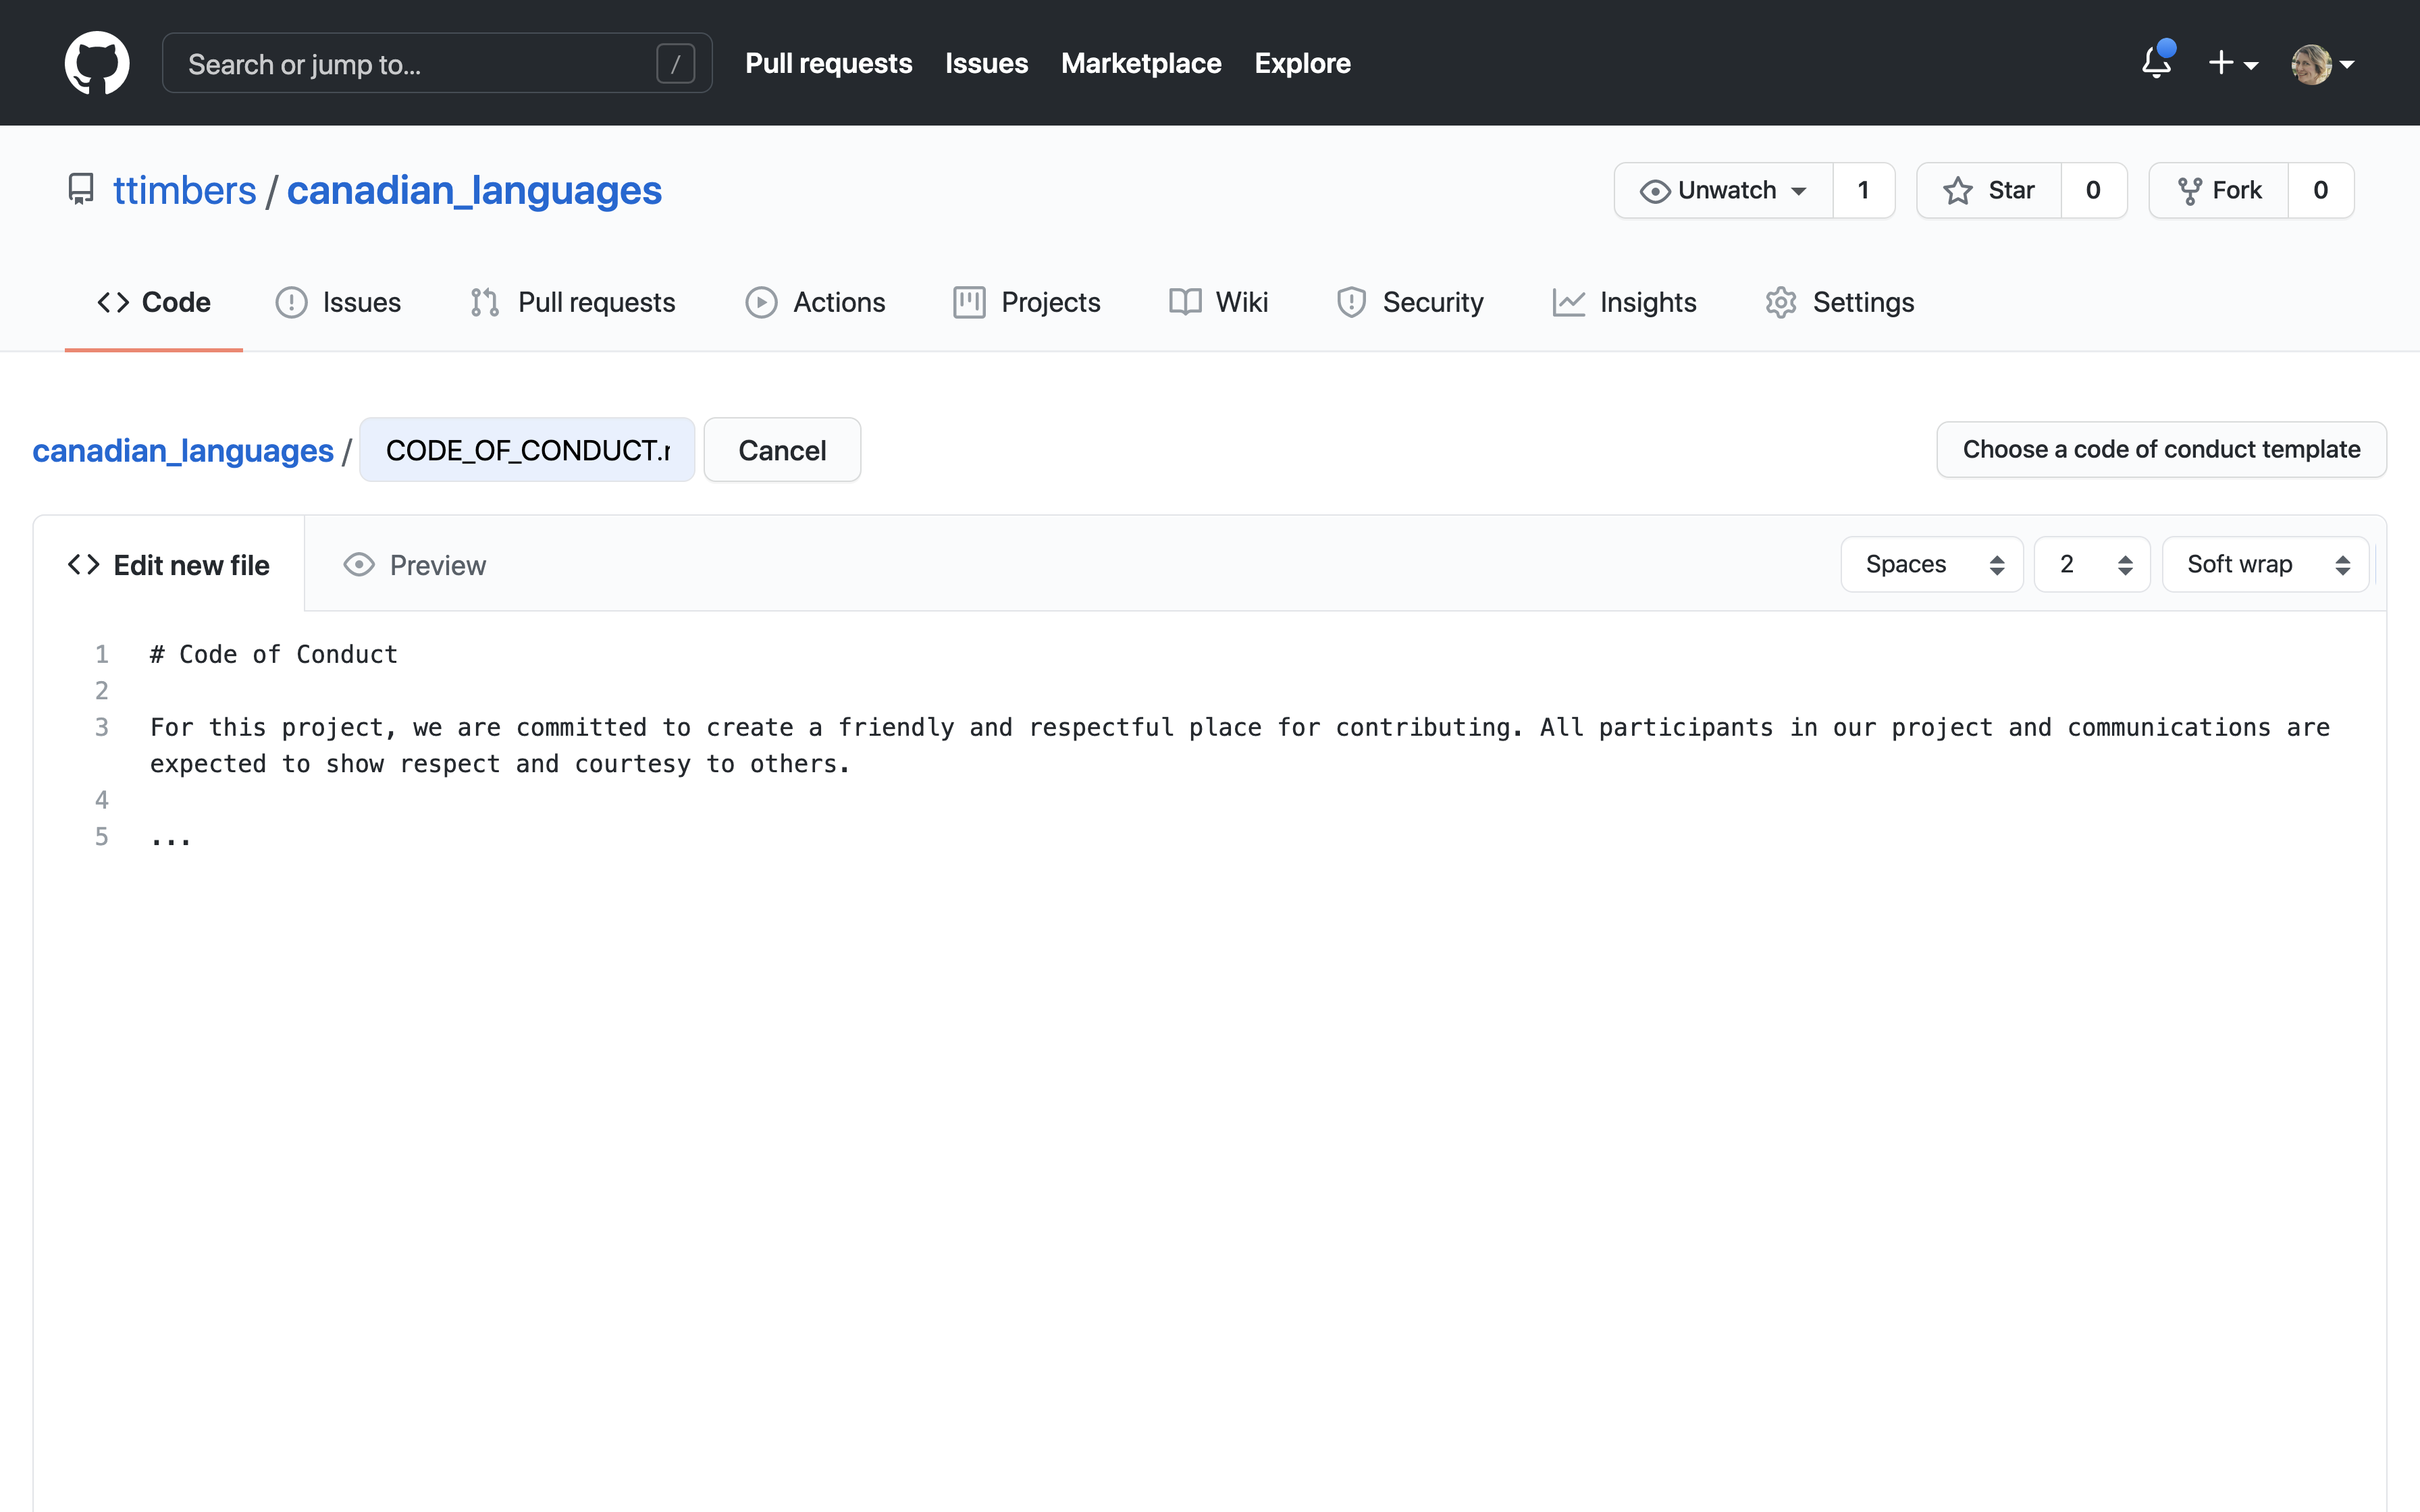 Search or jump to... / Pull requests Issues Marketplace Explore
ttimbers / canadian_languages Unwatch 1 Star 0 Fork 0
Code Issues Pull requests Actions Projects Wiki Security Insights Settings
canadian_languages / CODE_OF_CONDUCT.r Cancel Choose a code of conduct template
Edit new file Preview Spaces 2 Soft wrap
1 # Code of Conduct
2
3 For this project, we are committed to create a friendly and respectful place for contributing. All participants in our project and communications are
expected to show respect and courtesy to others.
4
5 ...